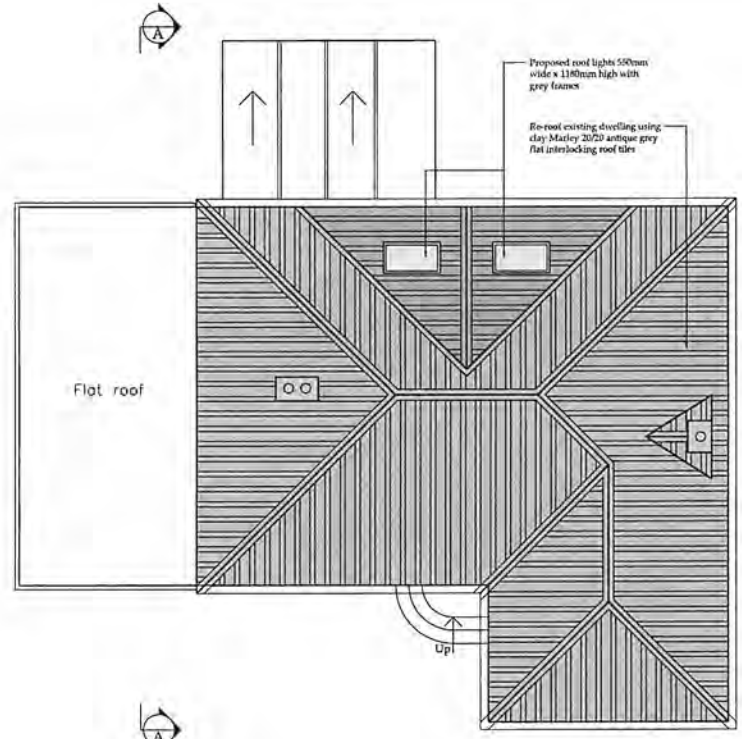 A
Proposed roof lights 550mm
wide x 1180mm high with
grey frames
Re-roof existing dwelling using
clay Marley 20/20 antique grey
flat interlocking roof tiles
Flat roof
Up
A